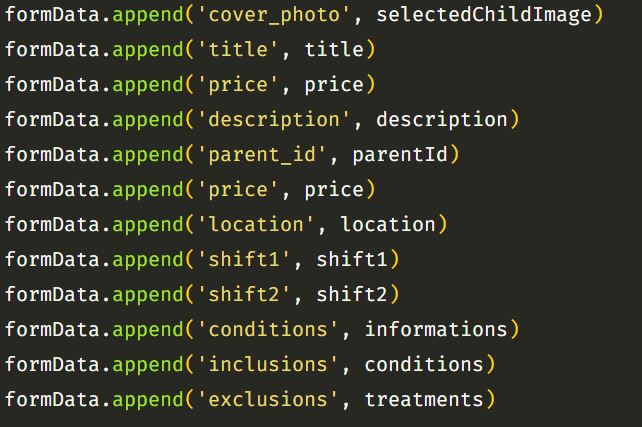 formData.append('cover_photo', selectedChildImage)
formData.append('title', title)
formData.append('price', price)
formData.append('description', description)
formData.append('parent_id', parentId)
formData.append('price', price)
formData.append('location', location)
formData.append('shift1', shift1)
formData.append('shift2', shift2)
formData.append('conditions', informations)
formData.append('inclusions', conditions)
formData.append('exclusions', treatments)